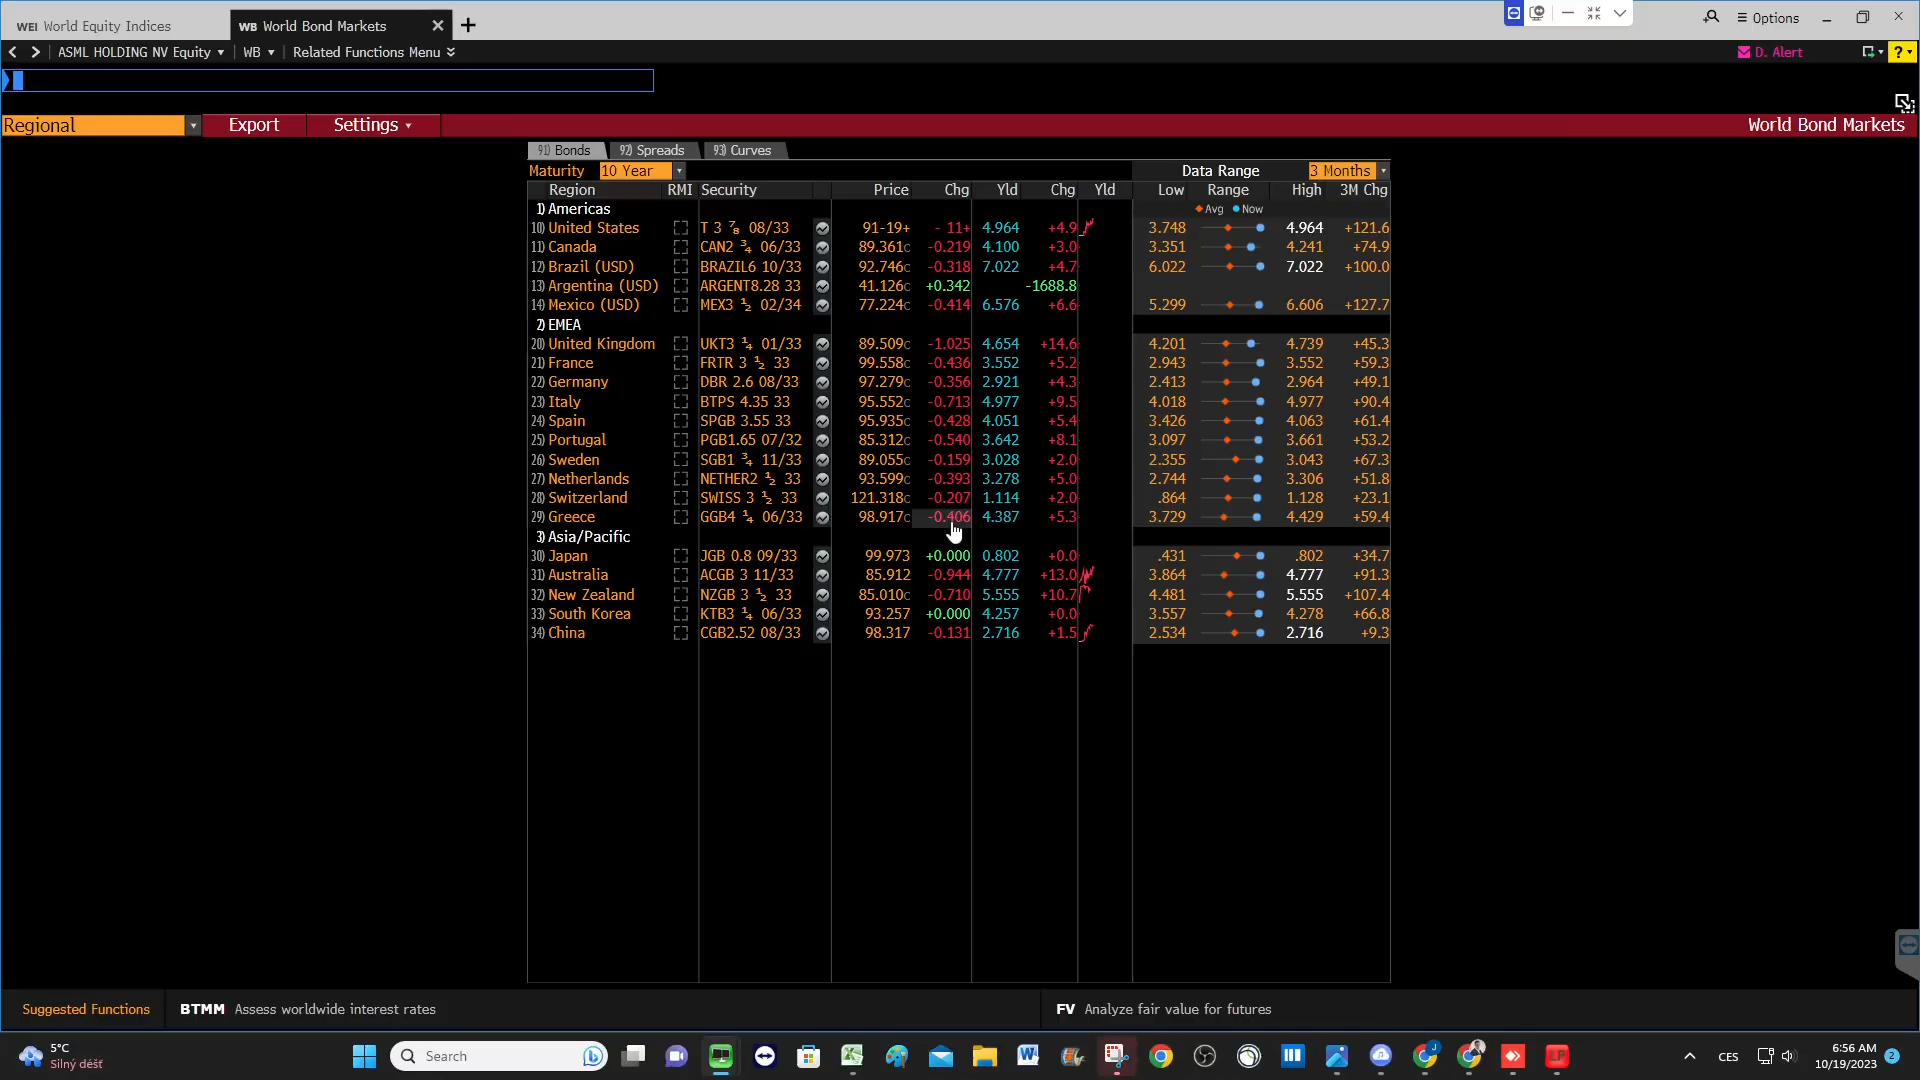 WEI World Equity Indices
WB World Bond Markets
Options
ASML HOLDING NV Equity WB Related Functions Menu
D. Alert
?
Regional Export Settings World Bond Markets
91) Bonds 92) Spreads 93) Curves
Maturity 10 Year Data Range 3 Months
Region RMI Security Price Chg Yld Chg Yld Low Range High 3M Chg
1) Americas Avg Now
10) United States T 3 ⅞ 08/33 91-19+ - 11+ 4.964 +4.9 3.748 4.964 +121.6
11) Canada CAN2 ¾ 06/33 89.361c -0.219 4.100 +3.0 3.351 4.241 +74.9
12) Brazil (USD) BRAZIL6 10/33 92.746c -0.318 7.022 +4.7 6.022 7.022 +100.0
13) Argentina (USD) ARGENT8.28 33 41.126c +0.342 -1688.8
14) Mexico (USD) MEX3 ½ 02/34 77.224c -0.414 6.576 +6.6 5.299 6.606 +127.7
2) EMEA
20) United Kingdom UKT3 ¼ 01/33 89.509c -1.025 4.654 +14.6 4.201 4.739 +45.3
21) France FRTR 3 ½ 33 99.558c -0.436 3.552 +5.2 2.943 3.552 +59.3
22) Germany DBR 2.6 08/33 97.279c -0.356 2.921 +4.3 2.413 2.964 +49.1
23) Italy BTPS 4.35 33 95.552c -0.713 4.977 +9.5 4.018 4.977 +90.4
24) Spain SPGB 3.55 33 95.935c -0.428 4.051 +5.4 3.426 4.063 +61.4
25) Portugal PGB1.65 07/32 85.312c -0.540 3.642 +8.1 3.097 3.661 +53.2
26) Sweden SGB1 ¾ 11/33 89.055c -0.159 3.028 +2.0 2.355 3.043 +67.3
27) Netherlands NETHER2 ½ 33 93.599c -0.393 3.278 +5.0 2.744 3.306 +51.8
28) Switzerland SWISS 3 ½ 33 121.318c -0.207 1.114 +2.0 .864 1.128 +23.1
29) Greece GGB4 ¼ 06/33 98.917c -0.406 4.387 +5.3 3.729 4.429 +59.4
3) Asia/Pacific
30) Japan JGB 0.8 09/33 99.973 +0.000 0.802 +0.0 .431 .802 +34.7
31) Australia ACGB 3 11/33 85.912 -0.944 4.777 +13.0 3.864 4.777 +91.3
32) New Zealand NZGB 3 ½ 33 85.010c -0.710 5.555 +10.7 4.481 5.555 +107.4
33) South Korea KTB3 ¼ 06/33 93.257 +0.000 4.257 +0.0 3.557 4.278 +66.8
34) China CGB2.52 08/33 98.317 -0.131 2.716 +1.5 2.534 2.716 +9.3
Suggested Functions BTMM Assess worldwide interest rates FV Analyze fair value for futures
5°C
Silný déšť
Search
CES
6:56 AM
10/19/2023
2